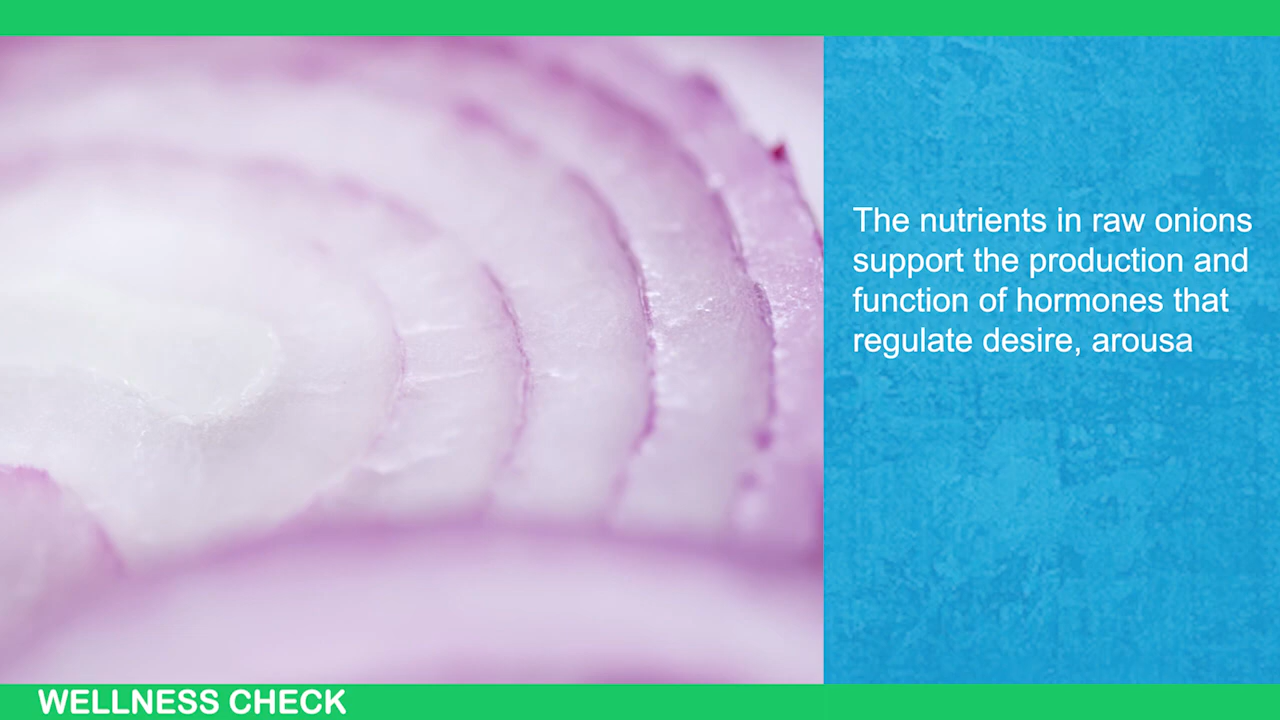 The nutrients in raw onions
support the production and
function of hormones that
regulate desire, arousa
WELLNESS CHECK